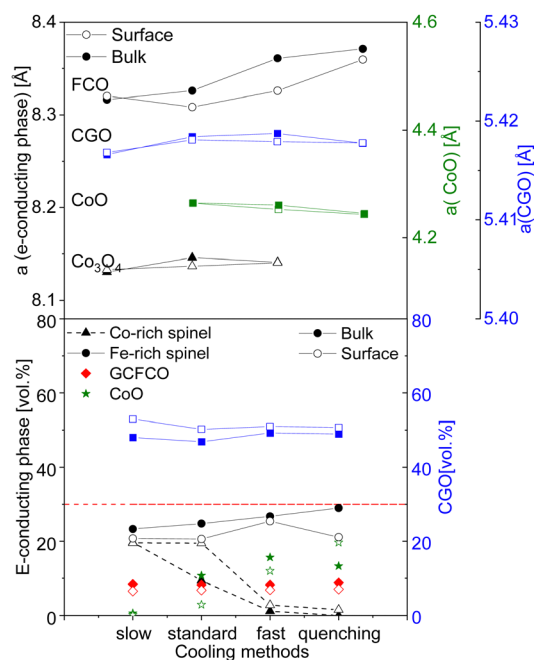 8.4
8.3
8.2
8.1
a (e-conducting phase) [Å]
Surface
Bulk
FCO
CGO
CoO
Co₃O₄
4.6
4.4
4.2
a( CoO) [Å]
5.43
5.42
5.41
5.40
a(CGO) [Å]
80
60
40
20
0
E-conducting phase [vol.%]
Co-rich spinel
Fe-rich spinel
GCFCO
CoO
Bulk
Surface
80
60
40
20
0
CGO[vol.%]
slow standard fast quenching
Cooling methods